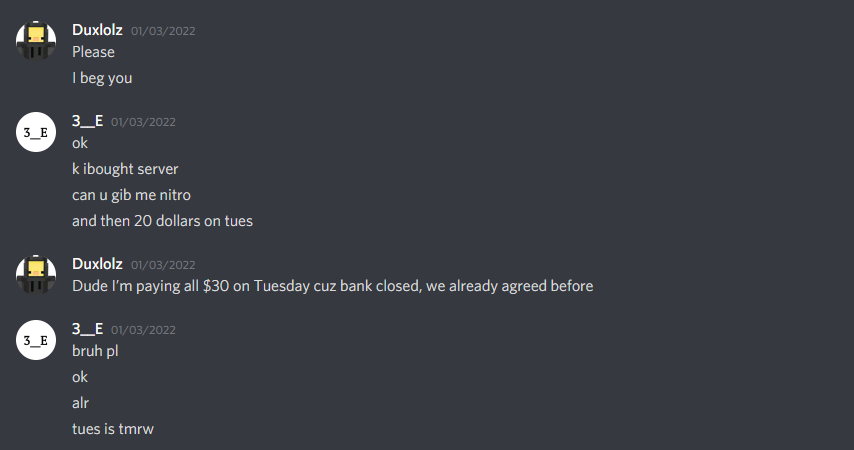 Duxlolz 01/03/2022
Please
I beg you
3__E 01/03/2022
3__E
ok
k ibought server
can u gib me nitro
and then 20 dollars on tues
Duxlolz 01/03/2022
Dude I'm paying all $30 on Tuesday cuz bank closed, we already agreed before
3__E 01/03/2022
3__E
bruh pl
ok
alr
tues is tmrw